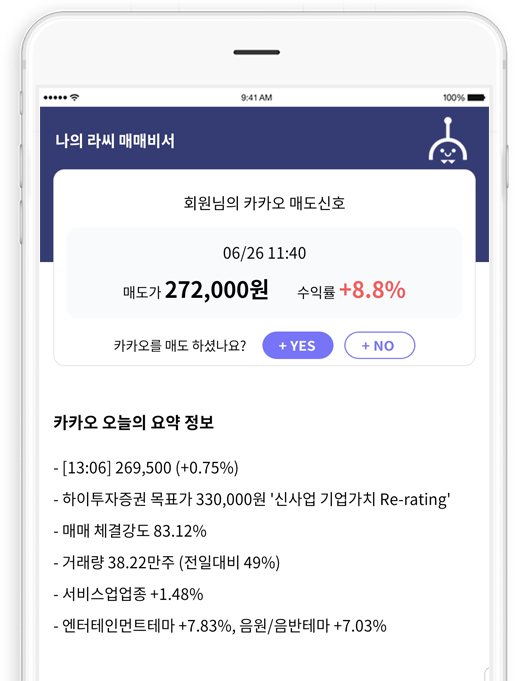 9:41 AM 100%
나의 라씨 매매비서
회원님의 카카오 매도신호
06/26 11:40
매도가 272,000원 수익률 +8.8%
카카오를 매도 하셨나요? + YES + NO
카카오 오늘의 요약 정보
- [13:06] 269,500 (+0.75%)
- 하이투자증권 목표가 330,000원 '신사업 기업가치 Re-rating'
- 매매 체결강도 83.12%
- 거래량 38.22만주 (전일대비 49%)
- 서비스업업종 +1.48%
- 엔터테인먼트테마 +7.83%, 음원/음반테마 +7.03%